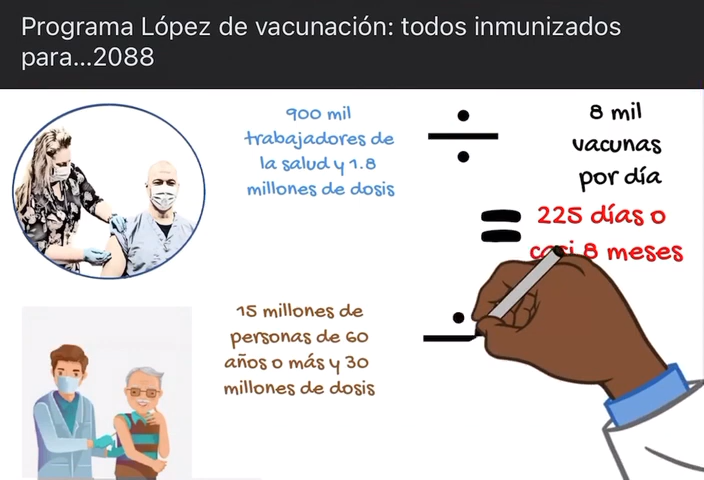 Programa López de vacunación: todos inmunizados
para...2088
900 mil
trabajadores de
la salud y 1.8
millones de dosis
÷
8 mil
vacunas
por día
=
225 días o
casi 8 meses
15 millones de
personas de 60
años o más y 30
millones de dosis